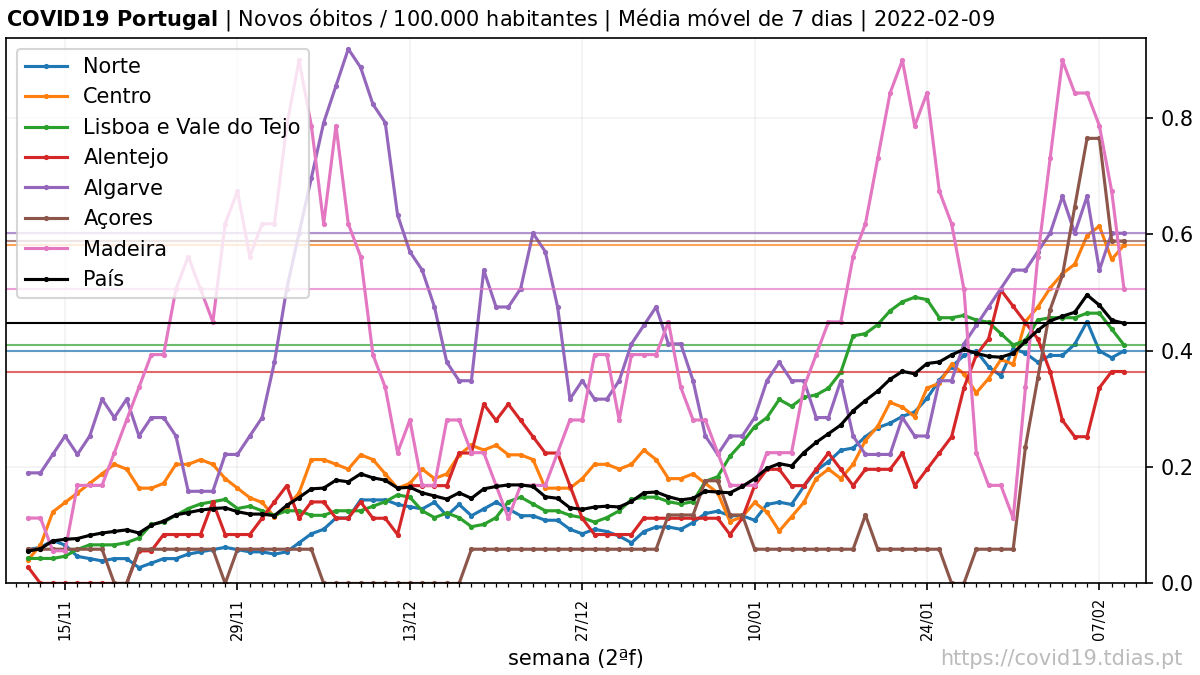 COVID19 Portugal | Novos óbitos / 100.000 habitantes | Média móvel de 7 dias | 2022-02-09
Norte
Centro
Lisboa e Vale do Tejo
Alentejo
Algarve
Açores
Madeira
País
0.8
0.6
0.4
0.2
0.0
15/11
29/11
13/12
27/12
10/01
24/01
07/02
semana (2ªf)
https://covid19.tdias.pt